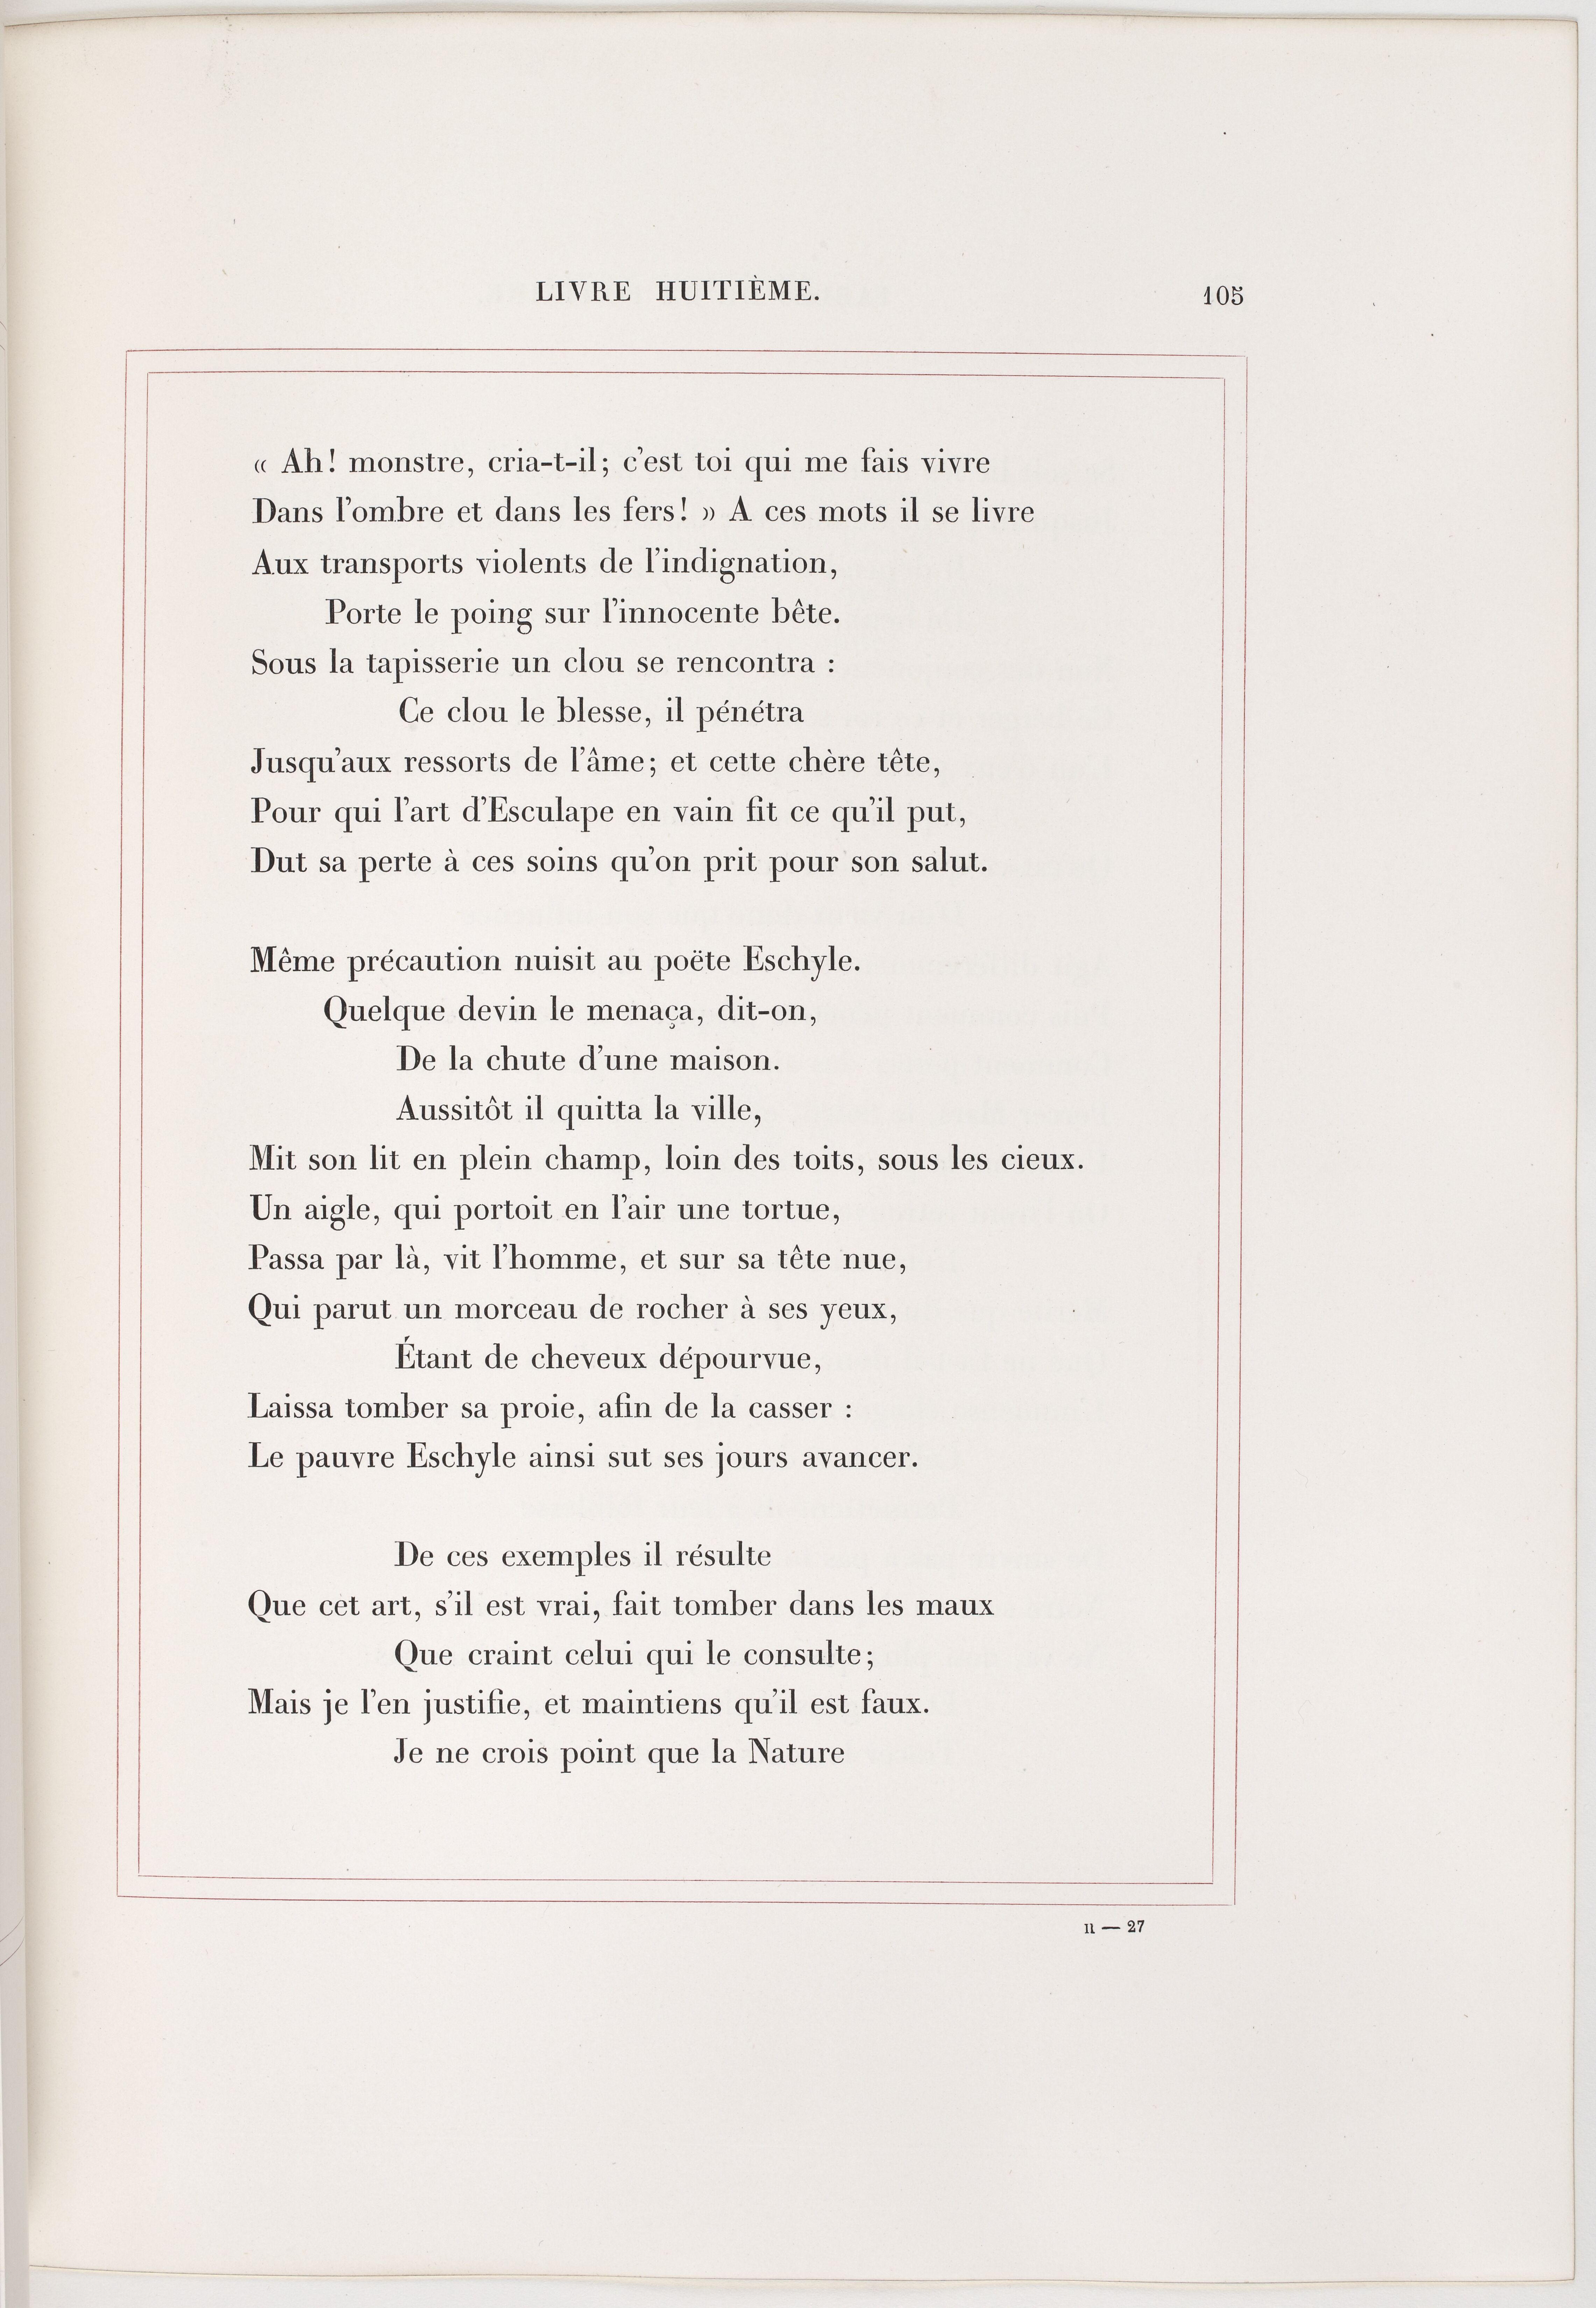 LIVRE HUITIÈME. 105
« Ah! monstre, cria-t-il; c'est toi qui me fais vivre
Dans l'ombre et dans les fers! » A ces mots il se livre
Aux transports violents de l'indignation,
Porte le poing sur l'innocente bête.
Sous la tapisserie un clou se rencontra :
Ce clou le blesse, il pénétra
Jusqu'aux ressorts de l'âme; et cette chère tête,
Pour qui l'art d'Esculape en vain fit ce qu'il put,
Dut sa perte à ces soins qu'on prit pour son salut.
Même précaution nuisit au poëte Eschyle.
Quelque devin le menaça, dit-on,
De la chute d'une maison.
Aussitôt il quitta la ville,
Mit son lit en plein champ, loin des toits, sous les cieux.
Un aigle, qui portoit en l'air une tortue,
Passa par là, vit l'homme, et sur sa tête nue,
Qui parut un morceau de rocher à ses yeux,
Étant de cheveux dépourvue,
Laissa tomber sa proie, afin de la casser :
Le pauvre Eschyle ainsi sut ses jours avancer.
De ces exemples il résulte
Que cet art, s'il est vrai, fait tomber dans les maux
Que craint celui qui le consulte;
Mais je l'en justifie, et maintiens qu'il est faux.
Je ne crois point que la Nature
II — 27